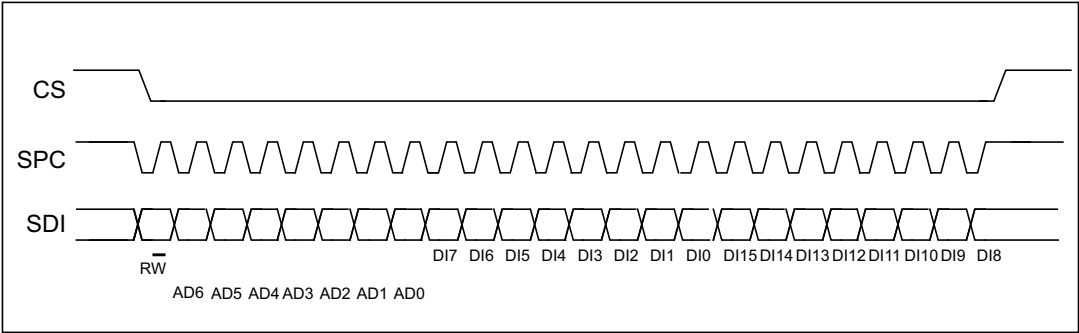 CS
SPC
SDI
DI7 DI6 DI5 DI4 DI3 DI2 DI1 DI0 DI15 DI14 DI13 DI12 DI11 DI10 DI9 DI8
RW̅
AD6 AD5 AD4 AD3 AD2 AD1 AD0